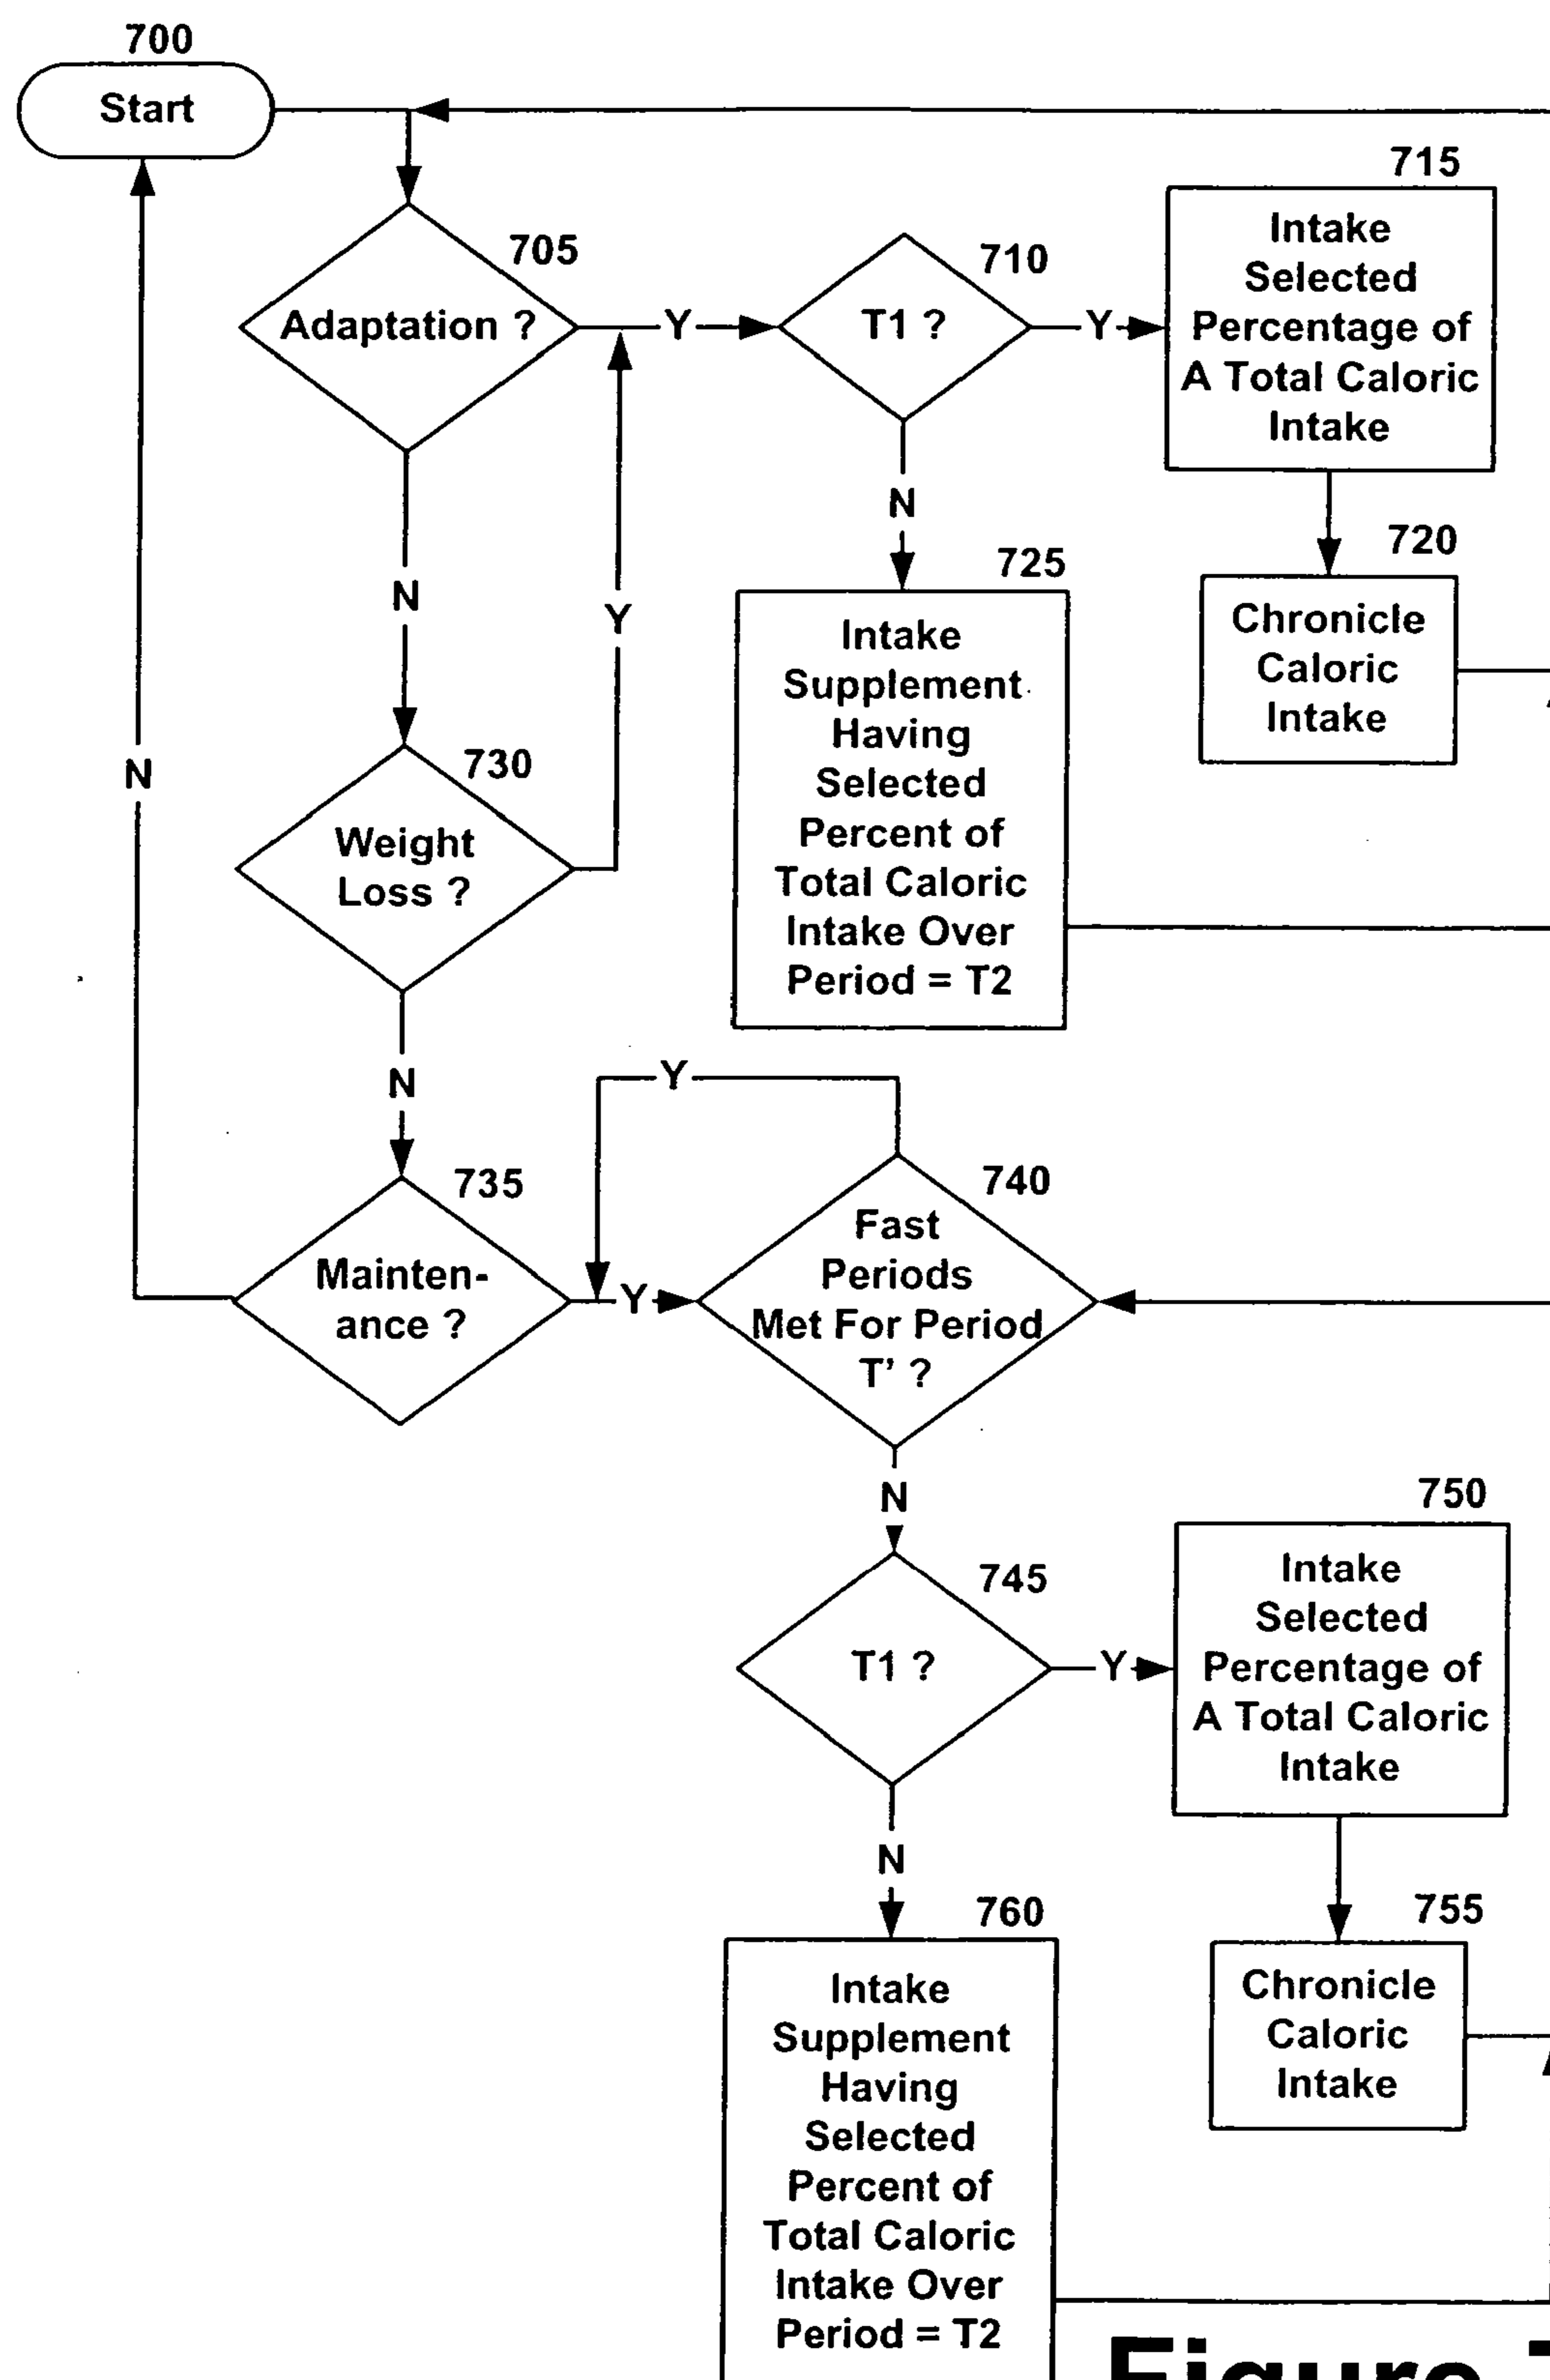 700
Start
705
Adaptation ?
Y
710
T1 ?
Y
715
Intake
Selected
Percentage of
A Total Caloric
Intake
N
720
Chronicle
Caloric
Intake
N
725
Intake
Supplement
Having
Selected
Percent of
Total Caloric
Intake Over
Period = T2
Y
N
730
Weight
Loss ?
N
Y
735
Mainten-
ance ?
Y
740
Fast
Periods
Met For Period
T' ?
N
745
T1 ?
Y
750
Intake
Selected
Percentage of
A Total Caloric
Intake
N
755
Chronicle
Caloric
Intake
760
Intake
Supplement
Having
Selected
Percent of
Total Caloric
Intake Over
Period = T2
Figure